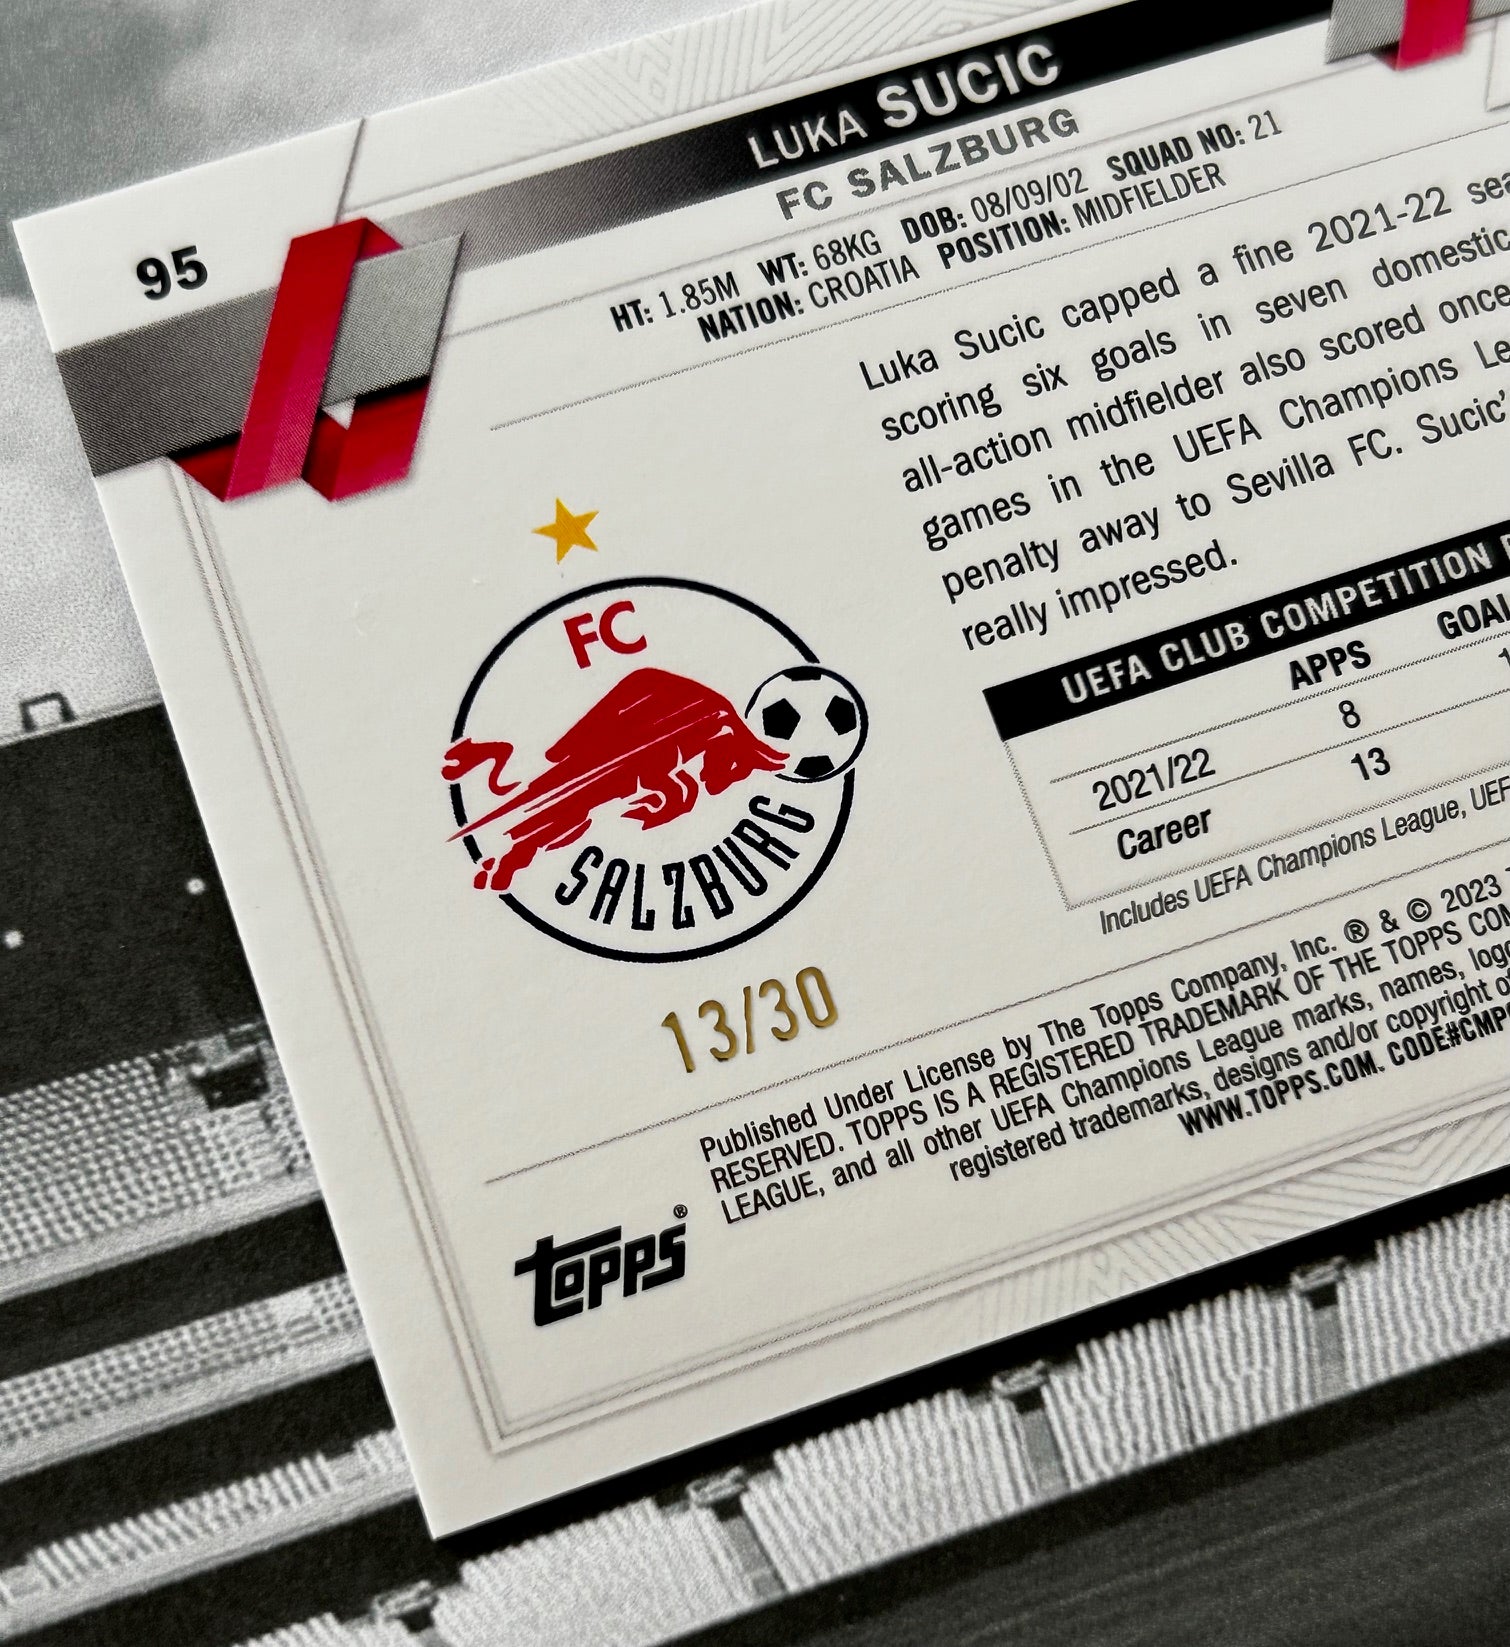 LUKA SUCIC
FC SALZBURG
HT: 1.85M WT: 68KG DOB: 08/09/02 SQUAD NO: 21
NATION: CROATIA POSITION: MIDFIELDER
95
Luka Sucic capped a fine 2021-22
scoring six goals in seven domestic
all-action midfielder also scored once
games in the UEFA Champions
penalty away to Sevilla FC. Sucic'
really impressed.
FC
SALZBURG
13/30
UEFA CLUB COMPETITION
APPS
2021/22 8
Career 13
Includes UEFA Champions League,
Published Under License by The Topps Company, Inc. ® & © 2023
RESERVED. TOPPS IS A REGISTERED TRADEMARK OF THE TOPPS
LEAGUE, and all other UEFA Champions League marks, names,
registered trademarks, designs and/or copyright
WWW.TOPPS.COM.
topps®